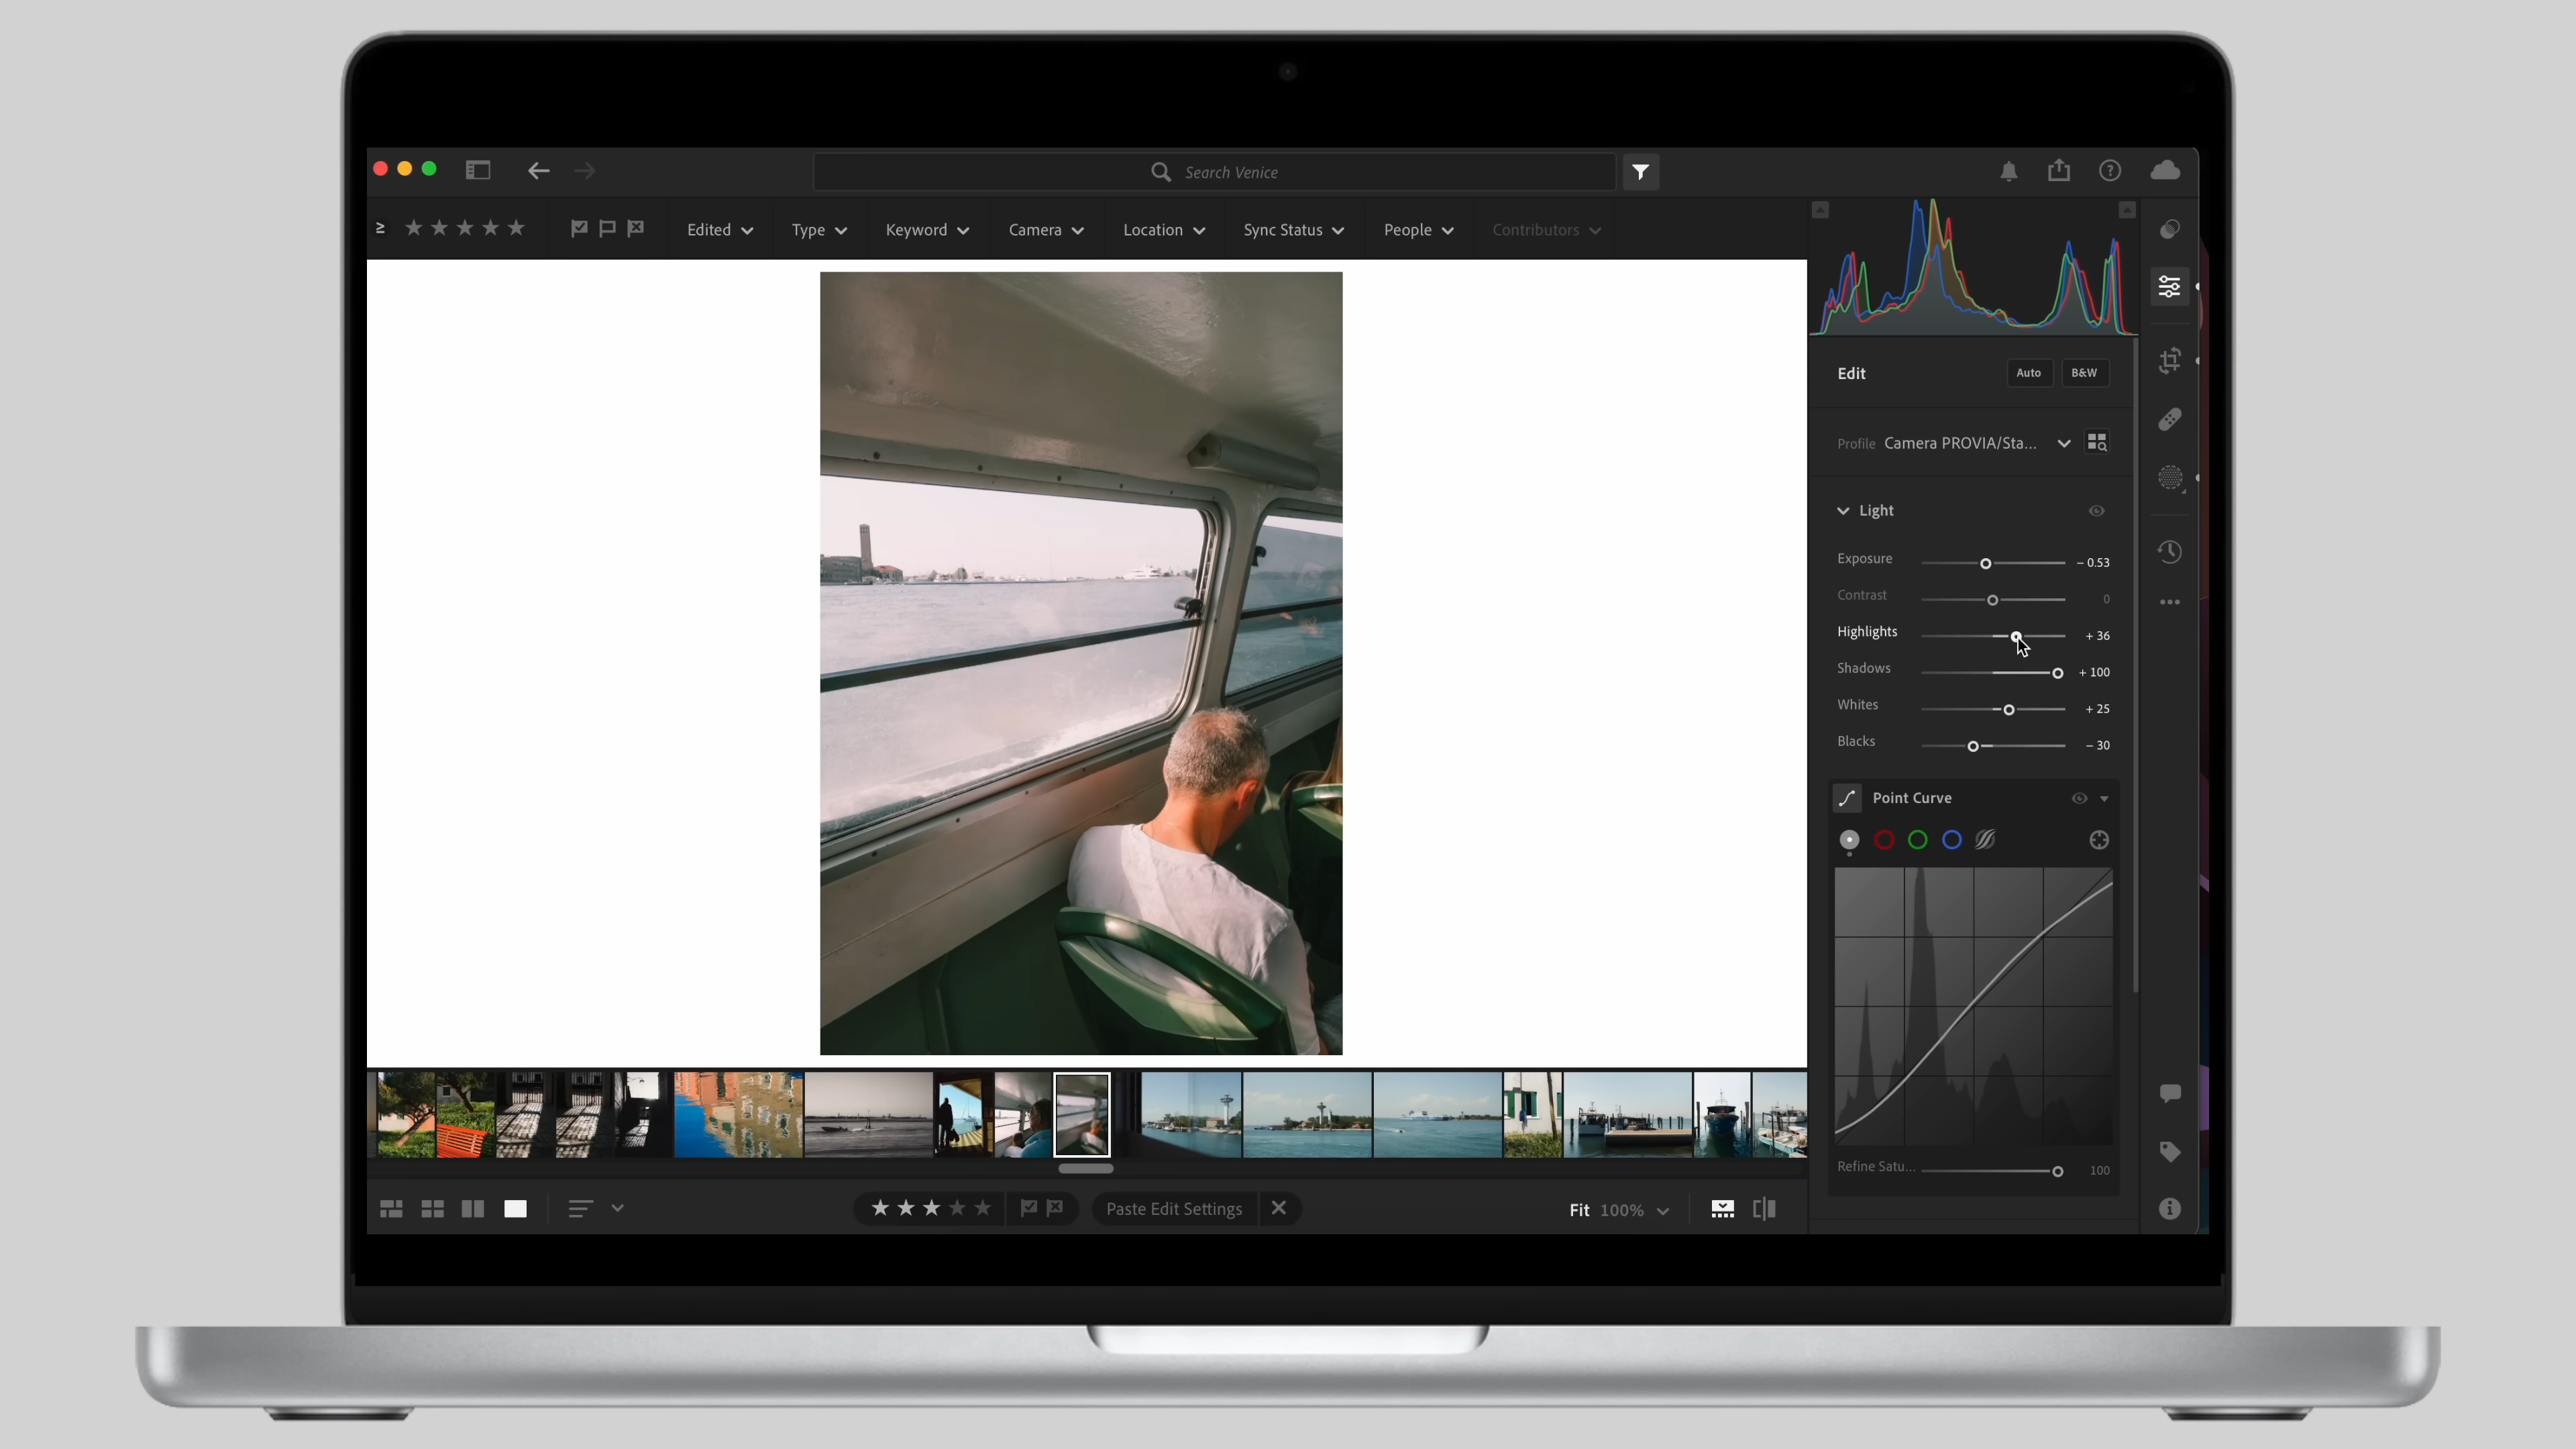 Search Venice
≥
Edited Type Keyword Camera Location Sync Status People Contributors
Edit Auto B&W
Profile Camera PROVIA/Sta...
Light
Exposure − 0.53
Contrast 0
Highlights + 36
Shadows + 100
Whites + 25
Blacks − 30
Point Curve
Refine Satu... 100
Paste Edit Settings
Fit 100%